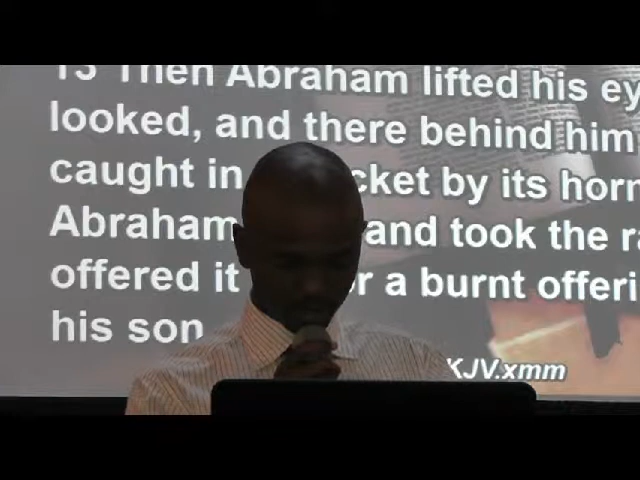 13 Then Abraham lifted his ey
looked, and there behind him
caught in cket by its horn
Abraham and took the ra
offered it r a burnt offeri
his son
KJV.xmm